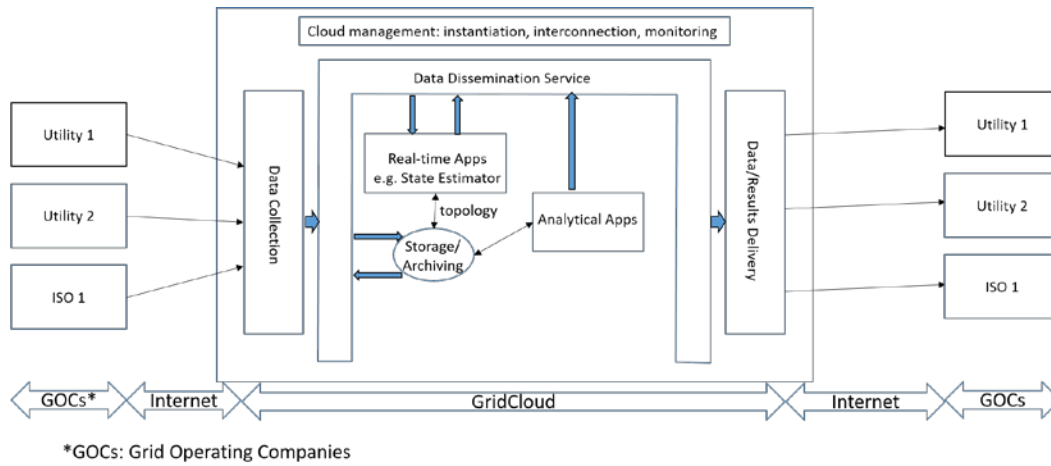 Cloud management: instantiation, interconnection, monitoring
Data Dissemination Service
Utility 1
Utility 2
ISO 1
Data Collection
Real-time Apps
e.g. State Estimator
topology
Storage/
Archiving
Analytical Apps
Data/Results Delivery
Utility 1
Utility 2
ISO 1
GOCs*
Internet
GridCloud
Internet
GOCs
*GOCs: Grid Operating Companies